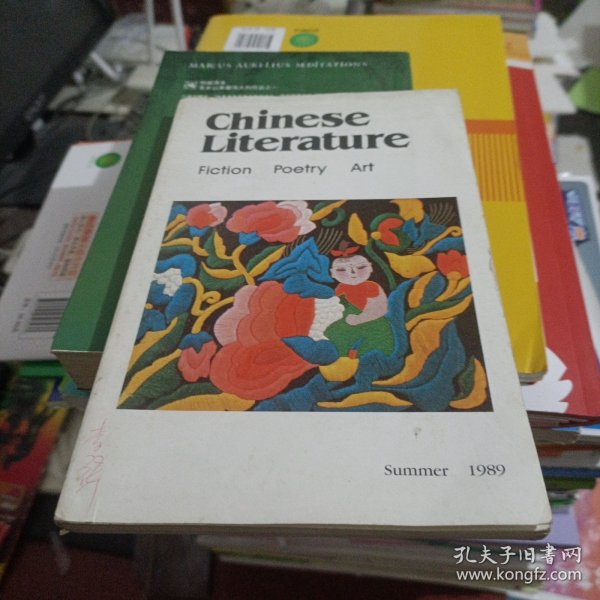 MARCUS AURELIUS MEDITATIONS
Chinese
Literature
Fiction Poetry Art
Summer 1989
孔夫子旧书网
www.kongfz.com